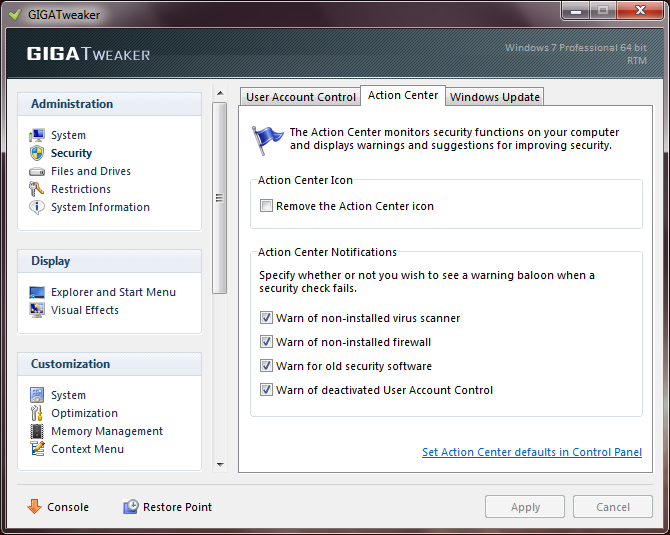 GIGATweaker
GIGATWEAKER
Windows 7 Professional 64 bit
RTM
Administration
System
Security
Files and Drives
Restrictions
System Information
Display
Explorer and Start Menu
Visual Effects
Customization
System
Optimization
Memory Management
Context Menu
User Account Control
Action Center
Windows Update
The Action Center monitors security functions on your computer
and displays warnings and suggestions for improving security.
Action Center Icon
Remove the Action Center icon
Action Center Notifications
Specify whether or not you wish to see a warning baloon when a
security check fails.
Warn of non-installed virus scanner
Warn of non-installed firewall
Warn for old security software
Warn of deactivated User Account Control
Set Action Center defaults in Control Panel
Console
Restore Point
Apply
Cancel